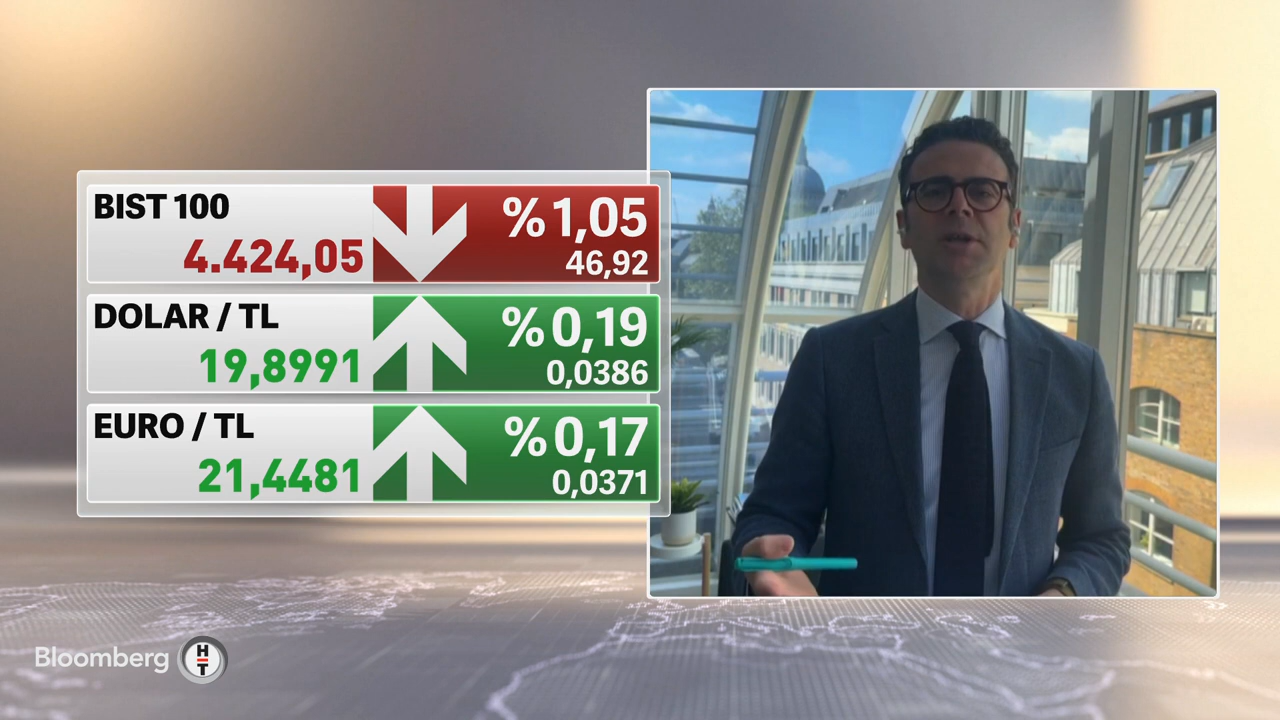 BIST 100
4.424,05
%1,05
46,92
DOLAR / TL
19,8991
%0,19
0,0386
EURO / TL
21,4481
%0,17
0,0371
Bloomberg HT